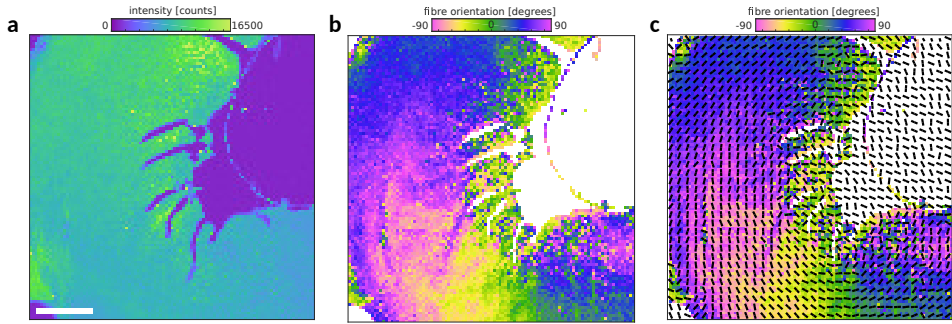 a
intensity [counts]
0 16500
b
fibre orientation [degrees]
-90 0 90
c
fibre orientation [degrees]
-90 0 90